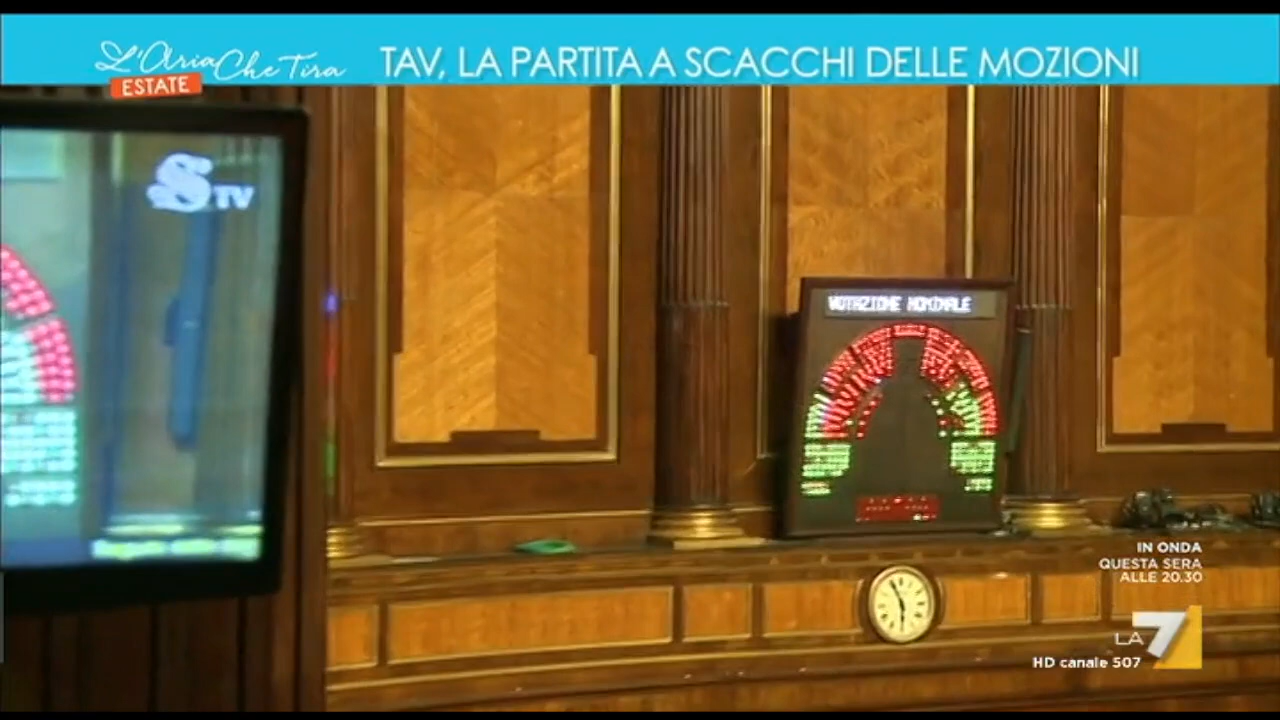 L'Aria Che Tira
ESTATE
TAV, LA PARTITA A SCACCHI DELLE MOZIONI
S TV
VOTAZIONE NOMINALE
IN ONDA
QUESTA SERA
ALLE 20.30
LA 7
HD canale 507